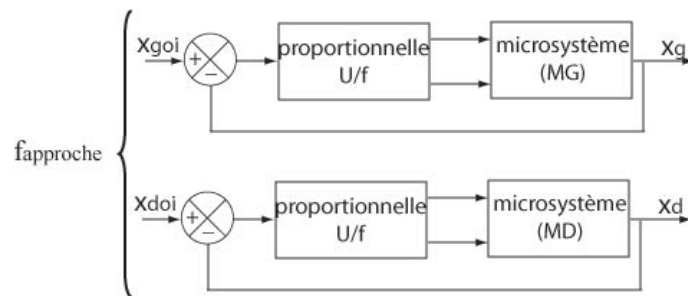 xgoi
+
−
proportionnelle
U/f
microsystème
(MG)
xg
fapproche
xdoi
+
−
proportionnelle
U/f
microsystème
(MD)
xd